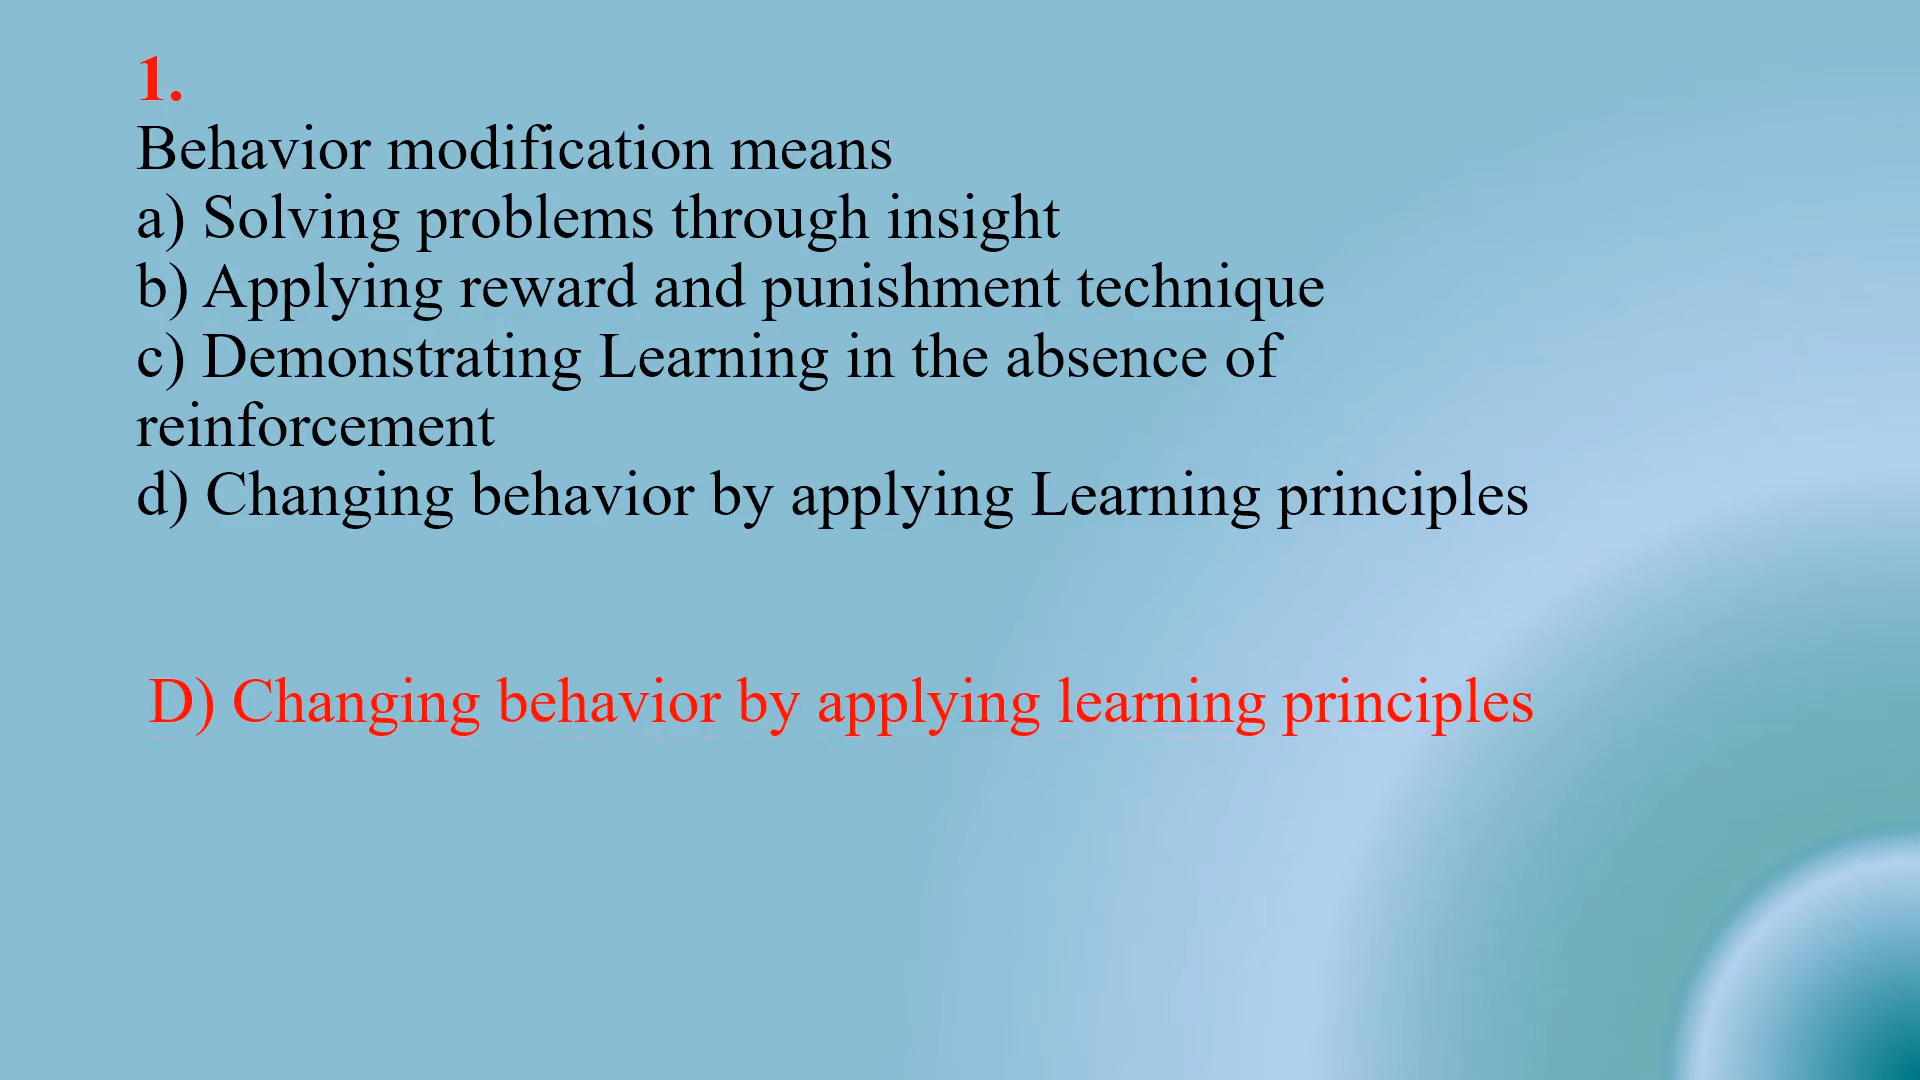 1.
Behavior modification means
a) Solving problems through insight
b) Applying reward and punishment technique
c) Demonstrating Learning in the absence of
reinforcement
d) Changing behavior by applying Learning principles
D) Changing behavior by applying learning principles